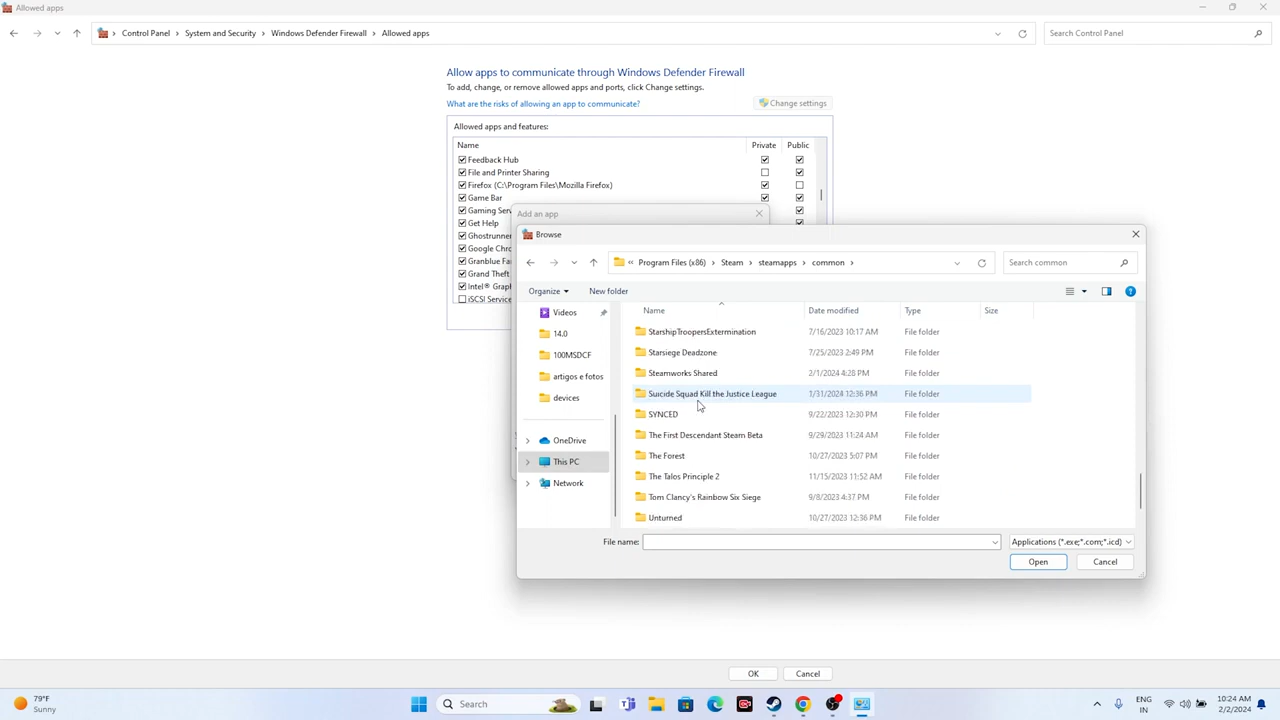 Allowed apps
Control Panel
System and Security
Windows Defender Firewall
Allowed apps
Search Control Panel
Allow apps to communicate through Windows Defender Firewall
To add, change, or remove allowed apps and ports, click Change settings.
What are the risks of allowing an app to communicate?
Change settings
Allowed apps and features:
Name Private Public
Feedback Hub
File and Printer Sharing
Firefox (C:\Program Files\Mozilla Firefox)
Game Bar
Gaming Serv
Get Help
Ghostrunner
Google Chro
Granblue Fa
Grand Theft
Intel® Graph
iSCSI Service
Add an app
Browse
« Program Files (x86) Steam steamapps common
Search common
Organize New folder
Name Date modified Type Size
Videos
14.0
100MSDCF
artigos e fotos
devices
OneDrive
This PC
Network
StarshipTroopersExtermination 7/16/2023 10:17 AM File folder
Starsiege Deadzone 7/25/2023 2:49 PM File folder
Steamworks Shared 2/1/2024 4:28 PM File folder
Suicide Squad Kill the Justice League 1/31/2024 12:36 PM File folder
SYNCED 9/22/2023 12:30 PM File folder
The First Descendant Steam Beta 9/29/2023 11:24 AM File folder
The Forest 10/27/2023 5:07 PM File folder
The Talos Principle 2 11/15/2023 11:52 AM File folder
Tom Clancy's Rainbow Six Siege 9/8/2023 4:37 PM File folder
Unturned 10/27/2023 12:36 PM File folder
File name:
Applications (*.exe;*.com;*.icd)
Open Cancel
OK Cancel
79°F
Sunny
Search
ENG
IN
10:24 AM
2/2/2024